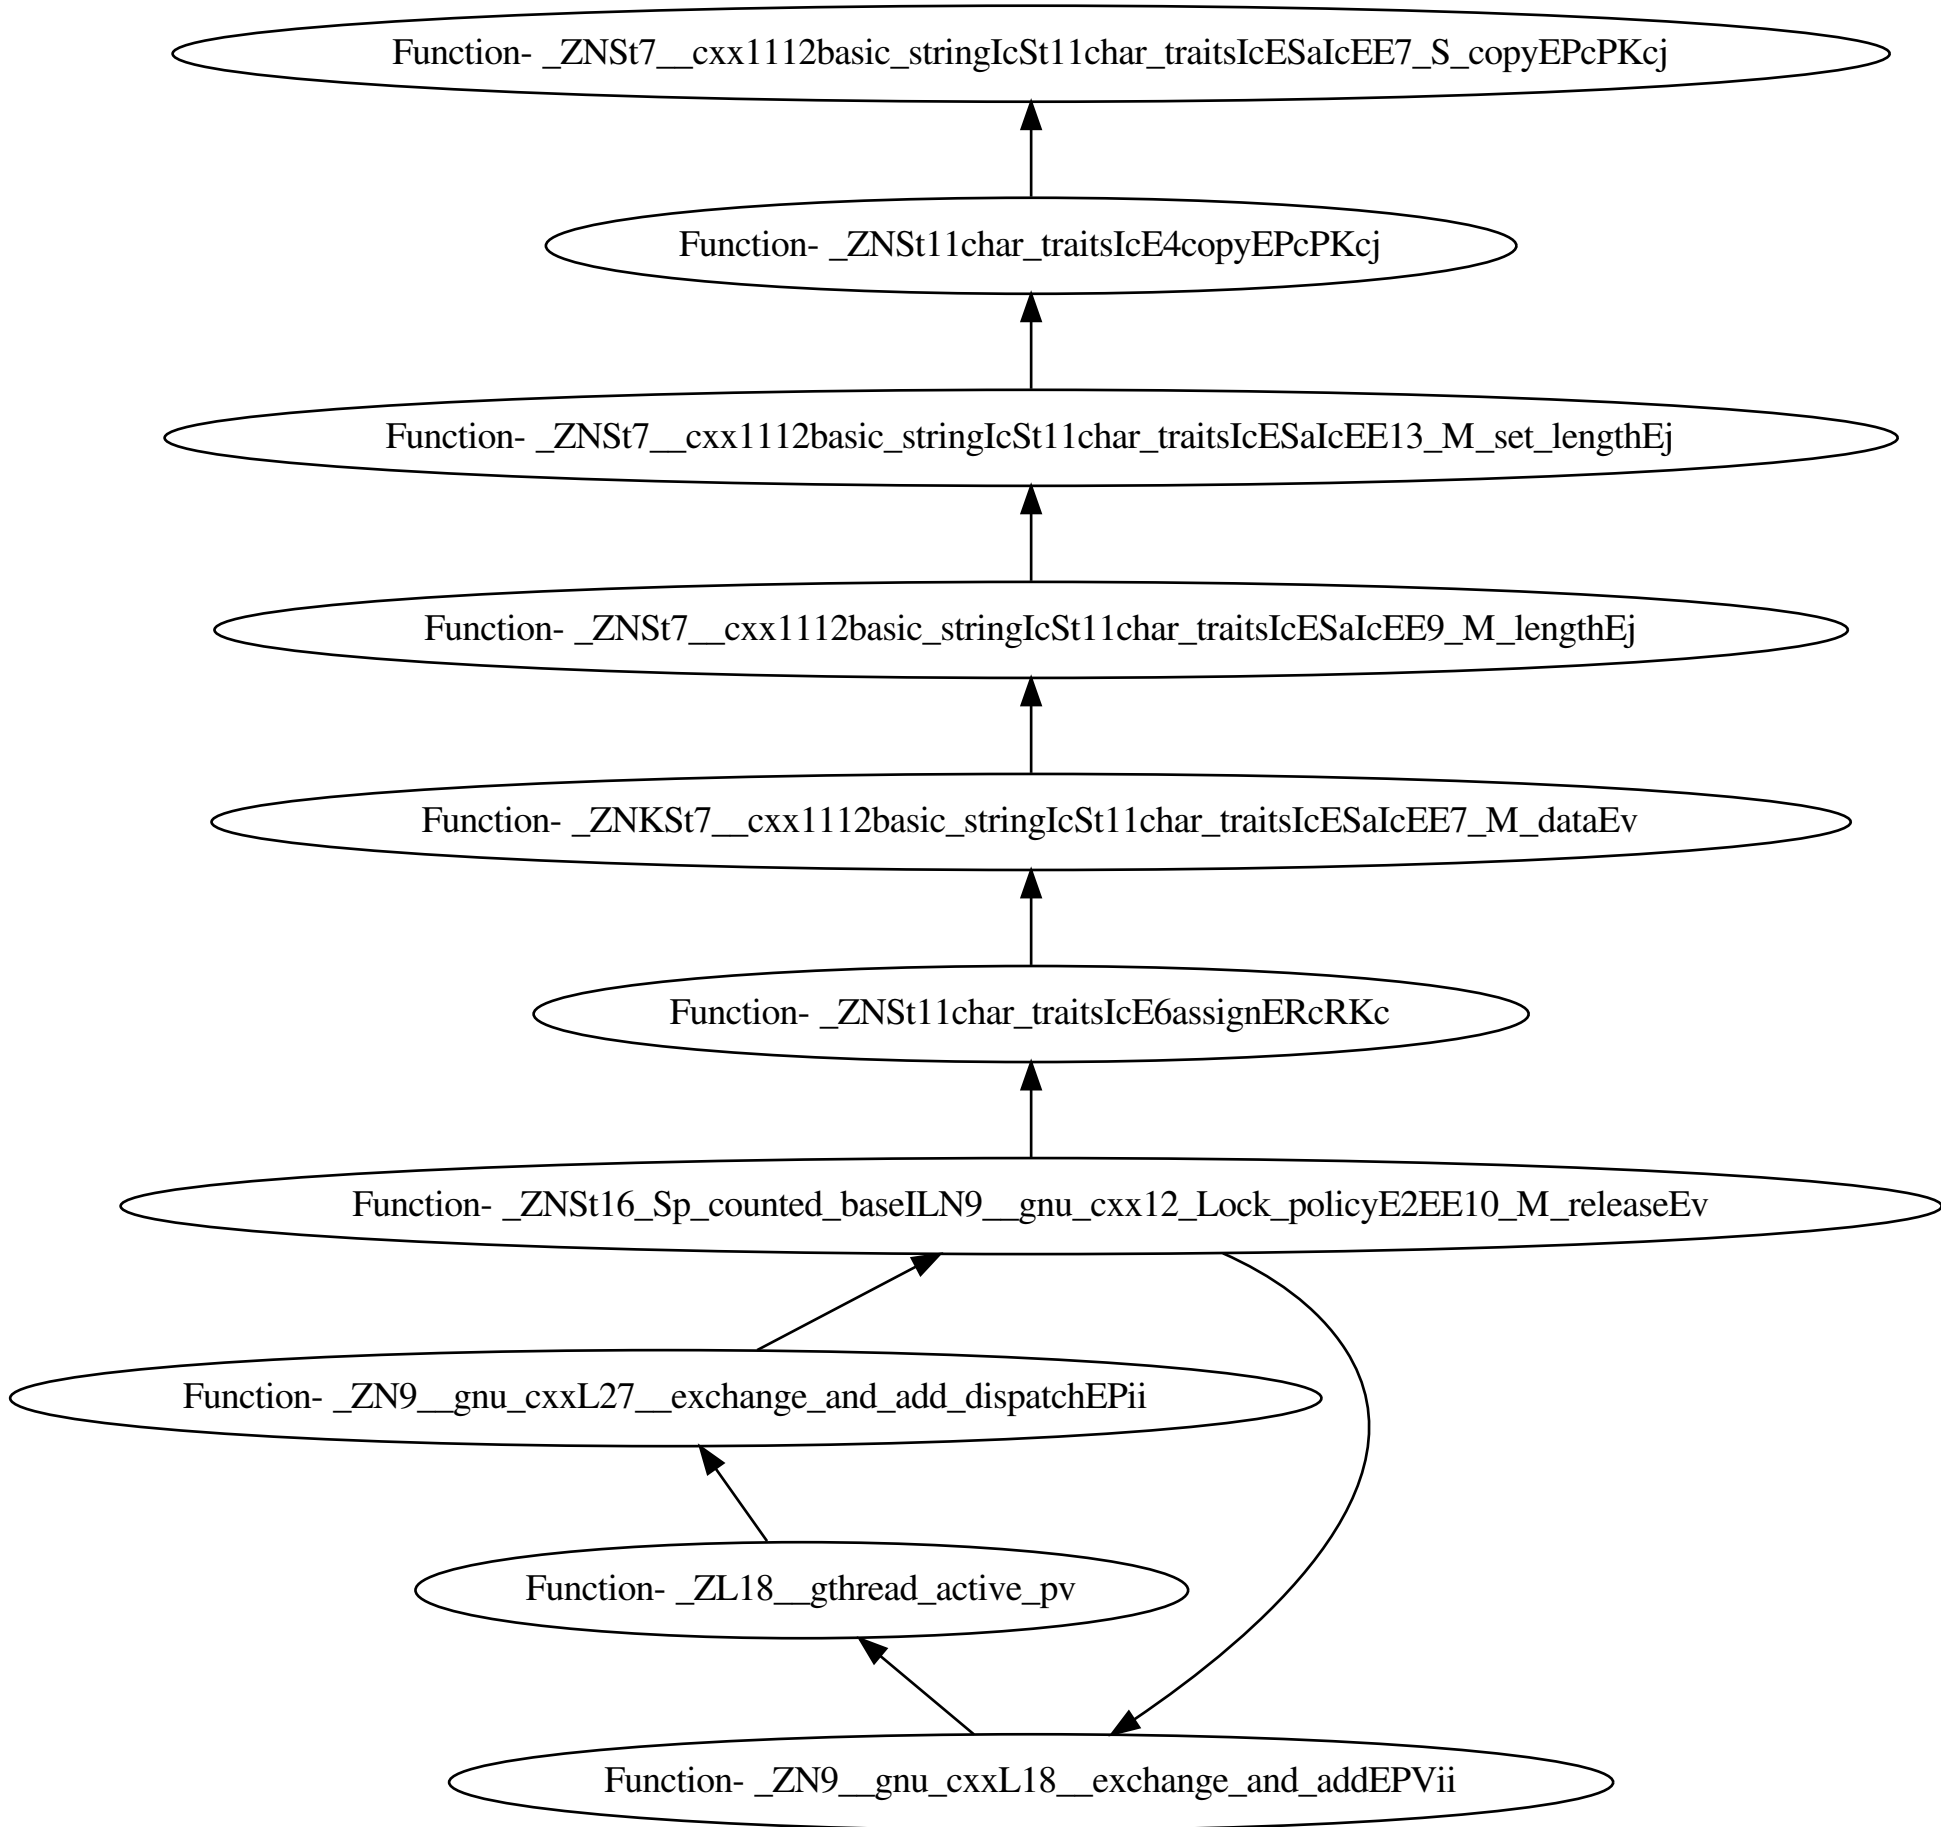 Function- _ZNSt7__cxx1112basic_stringIcSt11char_traitsIcESaIcEE7_S_copyEPcPKcj
Function- _ZNSt11char_traitsIcE4copyEPcPKcj
Function- _ZNSt7__cxx1112basic_stringIcSt11char_traitsIcESaIcEE13_M_set_lengthEj
Function- _ZNSt7__cxx1112basic_stringIcSt11char_traitsIcESaIcEE9_M_lengthEj
Function- _ZNKSt7__cxx1112basic_stringIcSt11char_traitsIcESaIcEE7_M_dataEv
Function- _ZNSt11char_traitsIcE6assignERcRKc
Function- _ZNSt16_Sp_counted_baseILN9__gnu_cxx12_Lock_policyE2EE10_M_releaseEv
Function- _ZN9__gnu_cxxL27__exchange_and_add_dispatchEPii
Function- _ZL18__gthread_active_pv
Function- _ZN9__gnu_cxxL18__exchange_and_addEPVii